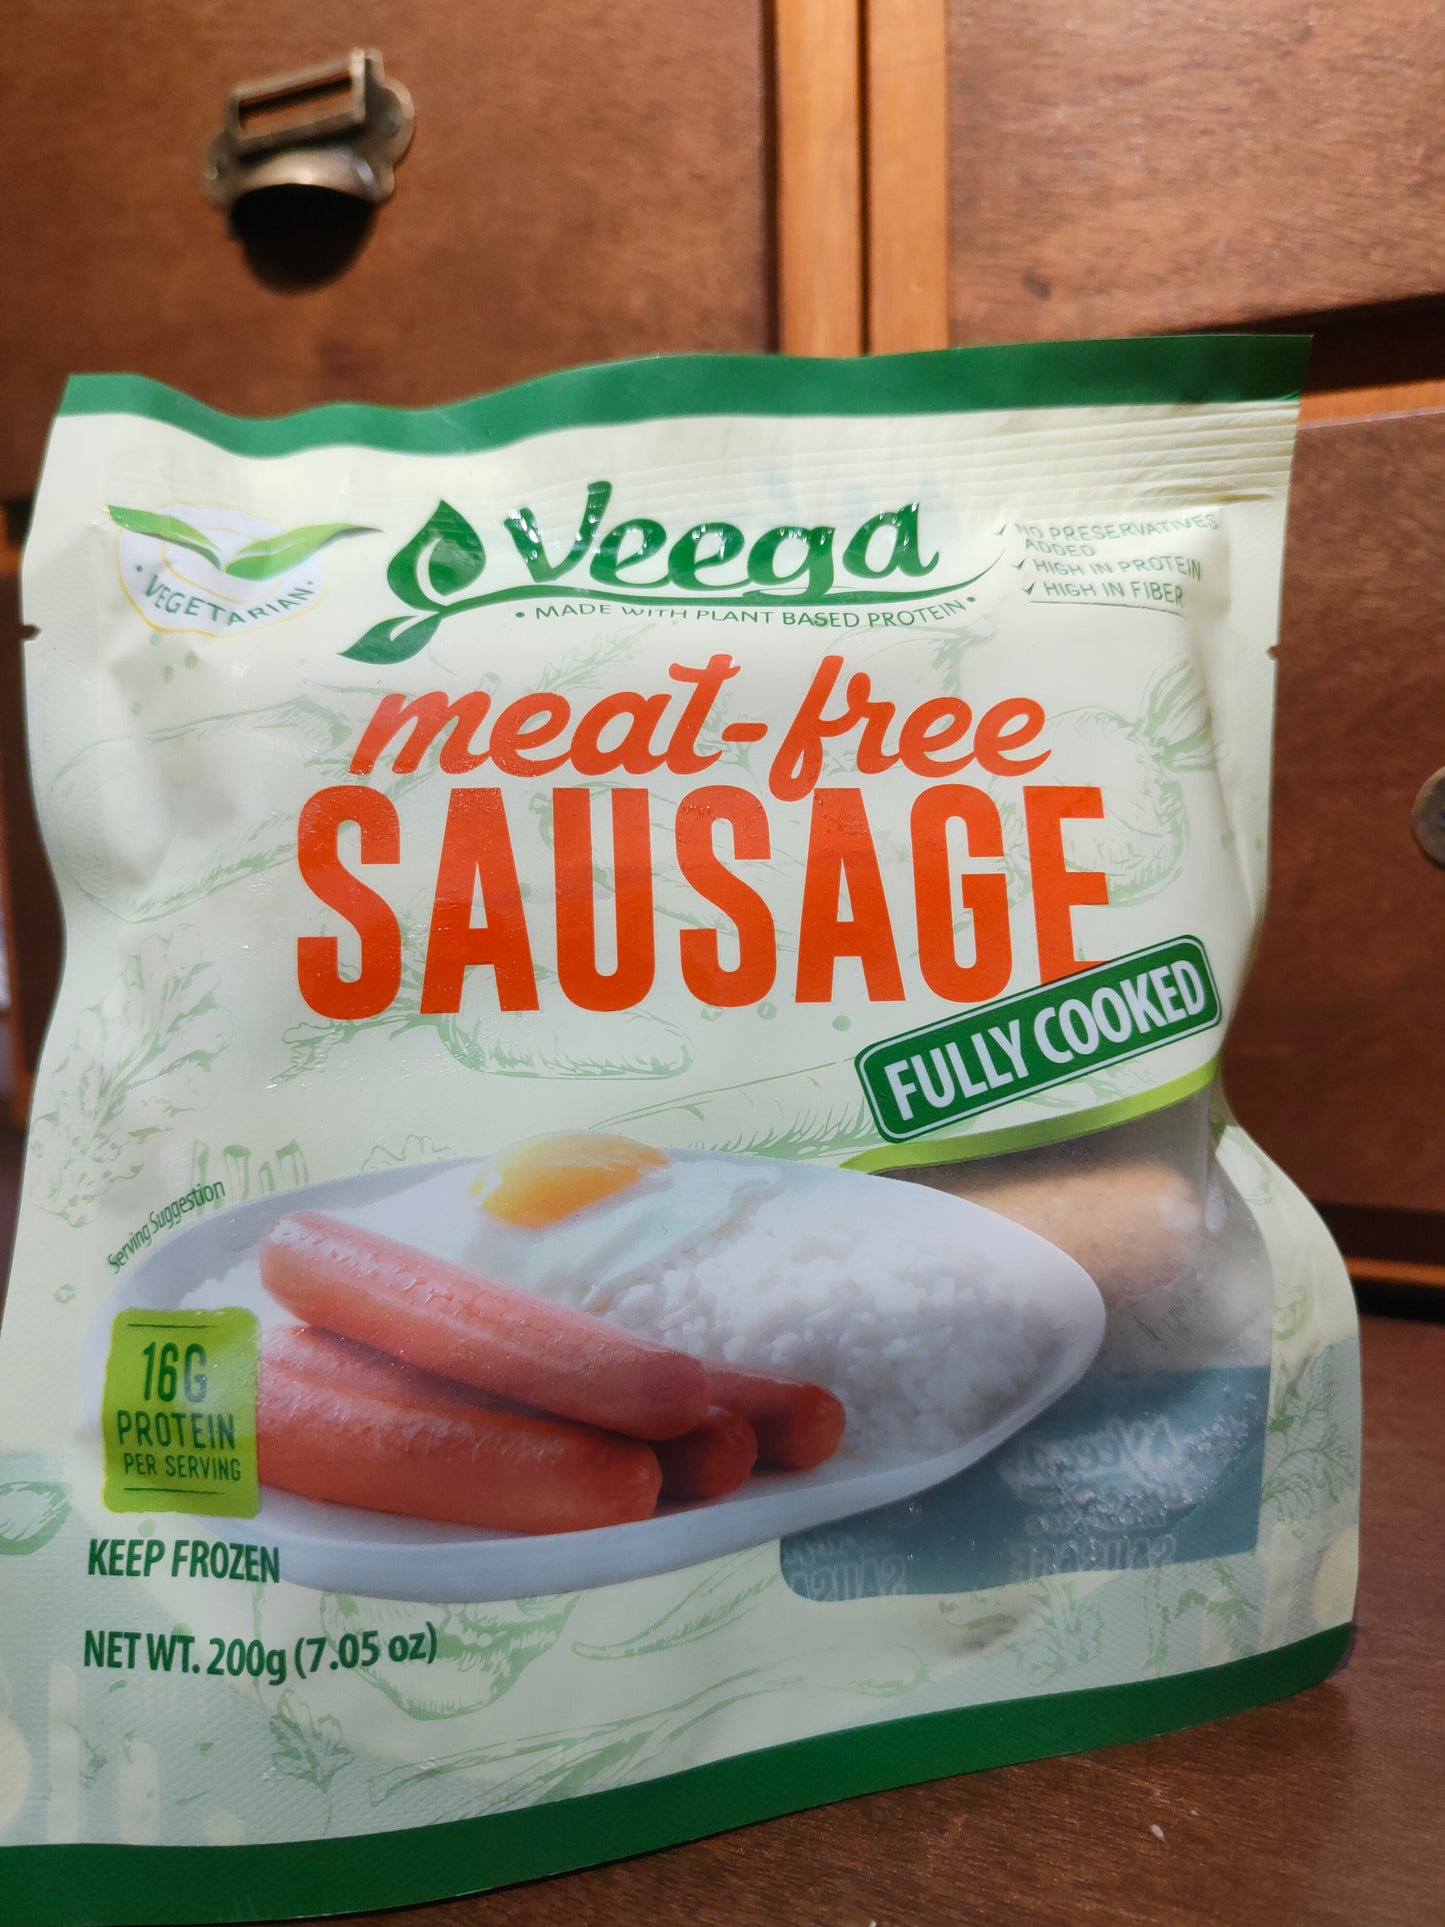 Veega
• MADE WITH PLANT BASED PROTEIN •
• VEGETARIAN •
✓ NO PRESERVATIVES
ADDED
✓ HIGH IN PROTEIN
✓ HIGH IN FIBER
meat-free
SAUSAGE
FULLY COOKED
Serving Suggestion
16G
PROTEIN
PER SERVING
KEEP FROZEN
NET WT. 200g (7.05 oz)